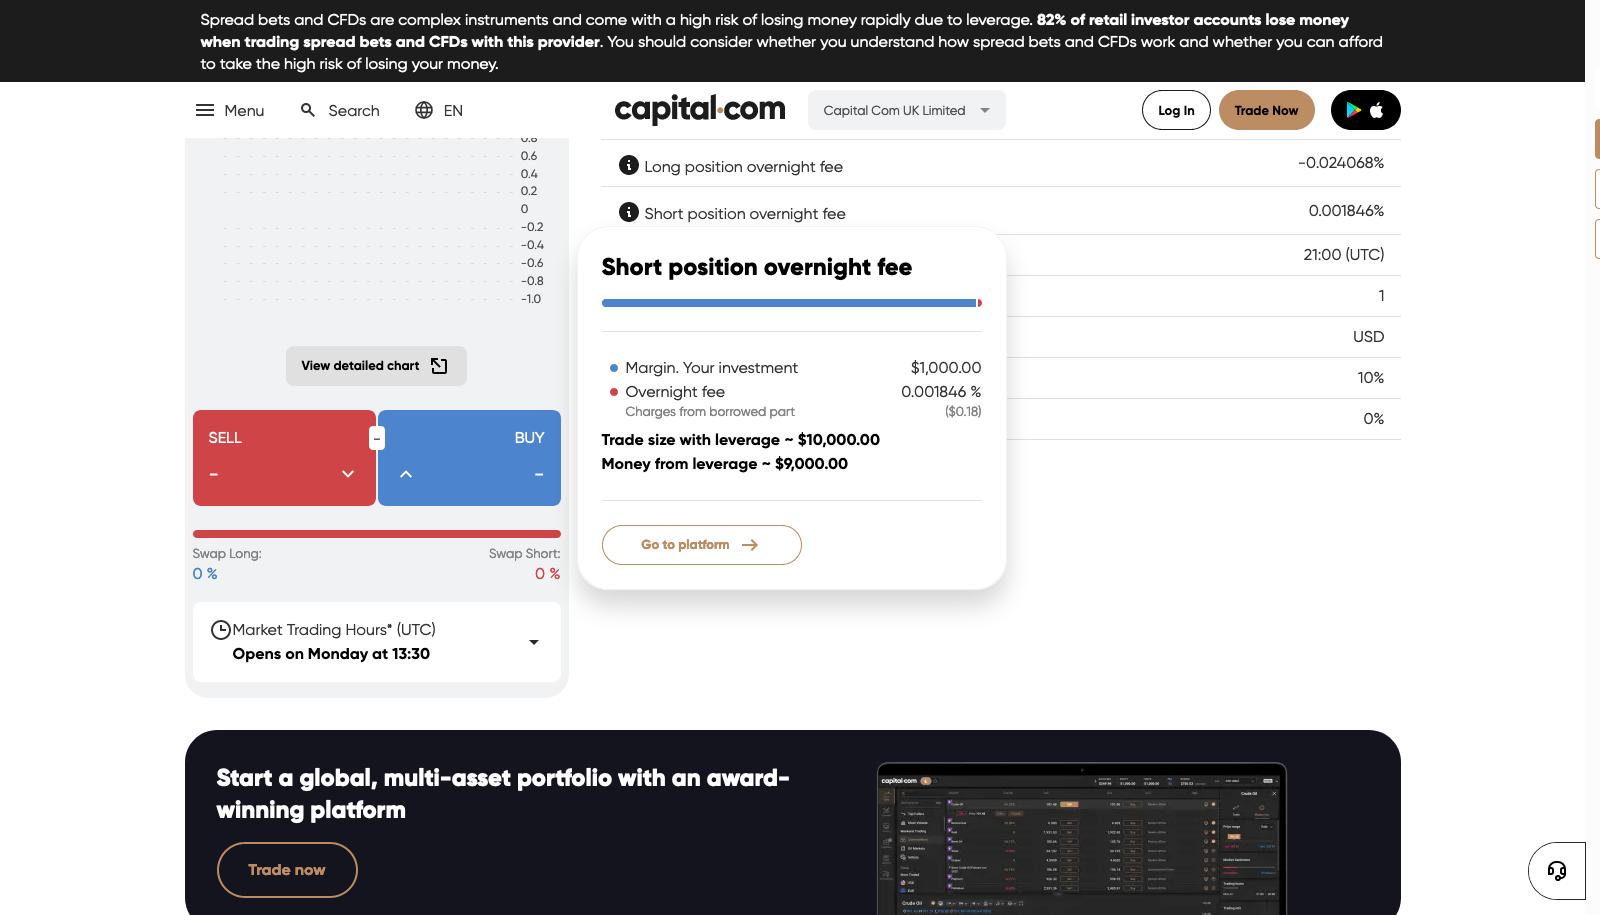 Spread bets and CFDs are complex instruments and come with a high risk of losing money rapidly due to leverage. 82% of retail investor accounts lose money
when trading spread bets and CFDs with this provider. You should consider whether you understand how spread bets and CFDs work and whether you can afford
to take the high risk of losing your money.
Menu
Search
EN
capital.com
Capital Com UK Limited
Log In
Trade Now
0.8
0.6
0.4
0.2
0
-0.2
-0.4
-0.6
-0.8
-1.0
View detailed chart
SELL
-
-
BUY
-
Swap Long:
0 %
Swap Short:
0 %
Market Trading Hours* (UTC)
Opens on Monday at 13:30
Long position overnight fee
-0.024068%
Short position overnight fee
0.001846%
21:00 (UTC)
1
USD
10%
0%
Short position overnight fee
Margin. Your investment
$1,000.00
Overnight fee
0.001846 %
Charges from borrowed part
($0.18)
Trade size with leverage ~ $10,000.00
Money from leverage ~ $9,000.00
Go to platform
Start a global, multi-asset portfolio with an award-
winning platform
Trade now
capital.com
Crude Oil
Crude Oil